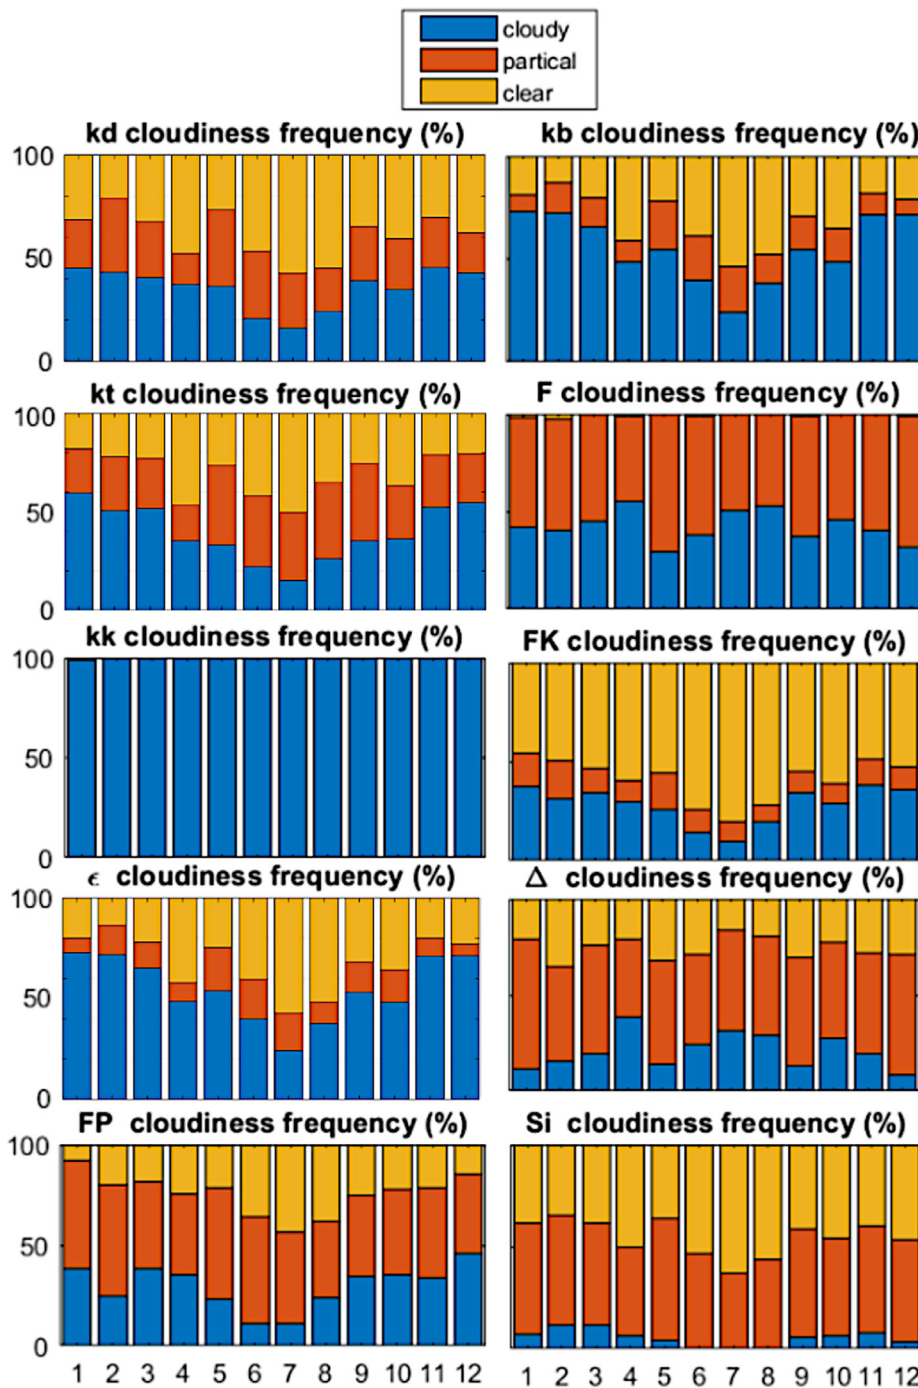 cloudy
partical
clear
kd cloudiness frequency (%)
kb cloudiness frequency (%)
100
50
0
kt cloudiness frequency (%)
F cloudiness frequency (%)
100
50
0
kk cloudiness frequency (%)
FK cloudiness frequency (%)
100
50
0
ϵ cloudiness frequency (%)
Δ cloudiness frequency (%)
100
50
0
FP cloudiness frequency (%)
Si cloudiness frequency (%)
100
50
0
1 2 3 4 5 6 7 8 9 10 11 12
1 2 3 4 5 6 7 8 9 10 11 12